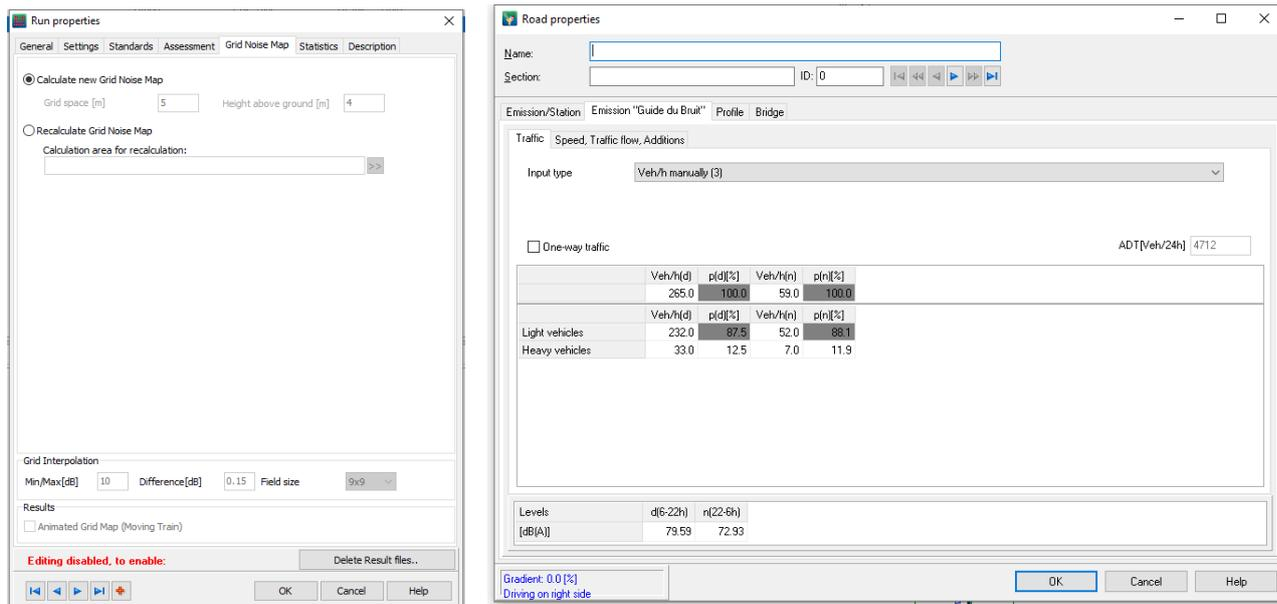 Run properties
General Settings Standards Assessment Grid Noise Map Statistics Description
Calculate new Grid Noise Map
Grid space [m] 5 Height above ground [m] 4
Recalculate Grid Noise Map
Calculation area for recalculation:
>>
Grid Interpolation
Min/Max[dB] 10 Difference[dB] 0.15 Field size 9x9
Results
Animated Grid Map (Moving Train)
Editing disabled, to enable: Delete Result files..
OK Cancel Help
Road properties
Name:
Section: ID: 0
Emission/Station Emission "Guide du Bruit" Profile Bridge
Traffic Speed, Traffic flow, Additions
Input type Veh/h manually (3)
One-way traffic ADT[Veh/24h] 4712
Veh/h(d) p(d)[%] Veh/h(n) p(n)[%]
265.0 100.0 59.0 100.0
Veh/h(d) p(d)[%] Veh/h(n) p(n)[%]
Light vehicles 232.0 87.5 52.0 88.1
Heavy vehicles 33.0 12.5 7.0 11.9
Levels d(6-22h) n(22-6h)
[dB(A)] 79.59 72.93
Gradient: 0.0 [%]
Driving on right side
OK Cancel Help